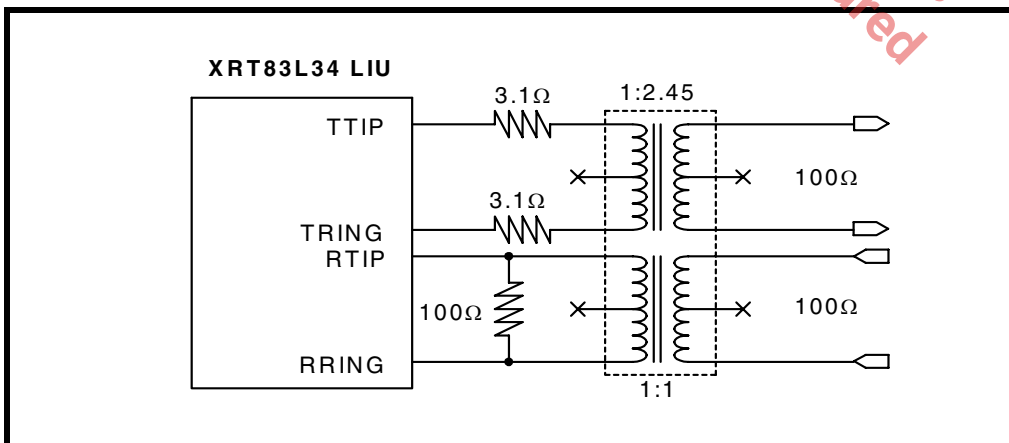 XRT83L34 LIU
3.1Ω
1:2.45
TTIP
100Ω
3.1Ω
TRING
RTIP
100Ω
100Ω
RRING
1:1